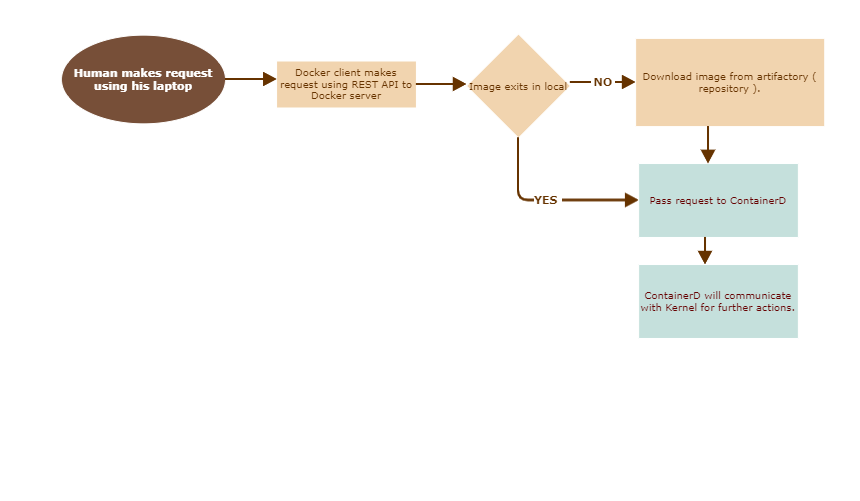 Human makes request
using his laptop
Docker client makes
request using REST API to
Docker server
Image exits in local
NO
Download image from artifactory (
repository ).
YES
Pass request to ContainerD
ContainerD will communicate
with Kernel for further actions.